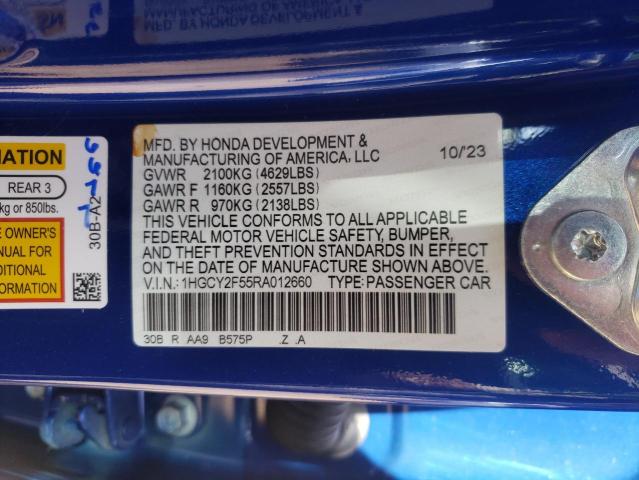 MFD. BY HONDA DEVELOPMENT &
MANUFACTURING OF AMERICA, LLC
10/'23
GVWR 2100KG (4629LBS)
GAWR F 1160KG (2557LBS)
GAWR R 970KG (2138LBS)
THIS VEHICLE CONFORMS TO ALL APPLICABLE
FEDERAL MOTOR VEHICLE SAFETY, BUMPER,
AND THEFT PREVENTION STANDARDS IN EFFECT
ON THE DATE OF MANUFACTURE SHOWN ABOVE.
V.I.N.: 1HGCY2F55RA012660 TYPE: PASSENGER CAR
30B R AA9 B575P .Z .A
MATION
REAR 3
kg or 850lbs.
OWNER'S
MANUAL FOR
ADDITIONAL
INFORMATION
30B-A2